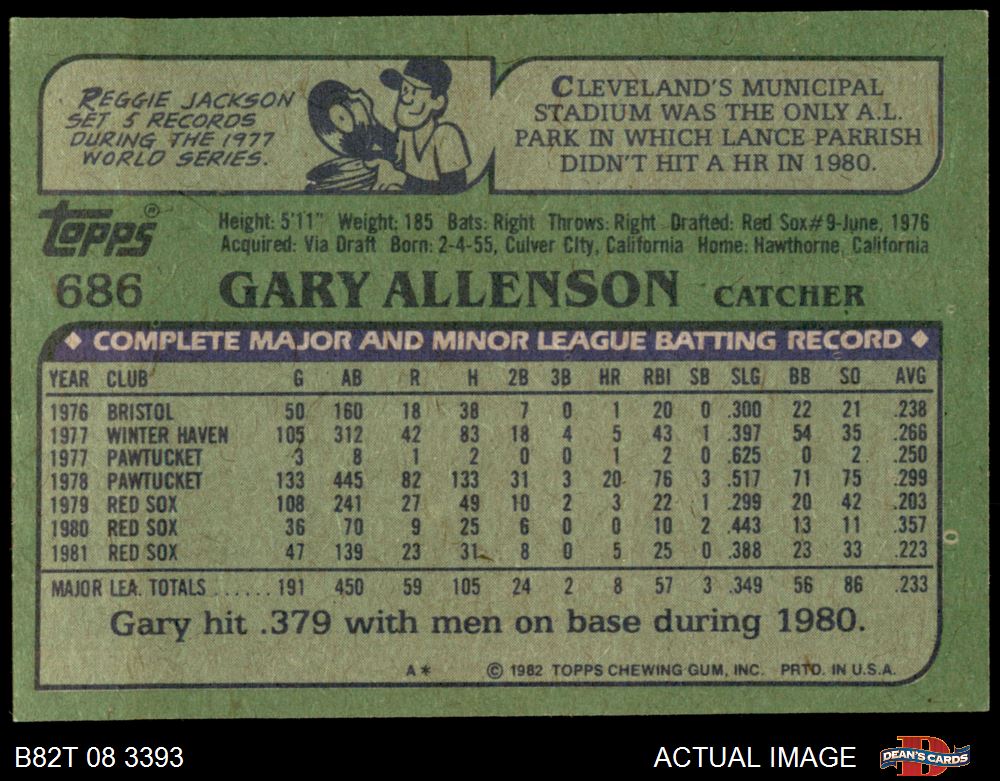 REGGIE JACKSON
SET 5 RECORDS
DURING THE 1977
WORLD SERIES.
CLEVELAND'S MUNICIPAL
STADIUM WAS THE ONLY A.L.
PARK IN WHICH LANCE PARRISH
DIDN'T HIT A HR IN 1980.
Topps®
686
Height: 5'11" Weight: 185 Bats: Right Throws: Right Drafted: Red Sox#9-June, 1976
Acquired: Via Draft Born: 2-4-55, Culver City, California Home: Hawthorne, California
GARY ALLENSON CATCHER
◆ COMPLETE MAJOR AND MINOR LEAGUE BATTING RECORD ◆
YEAR CLUB G AB R H 2B 3B HR RBI SB SLG BB SO AVG
1976 BRISTOL 50 160 18 38 7 0 1 20 0 .300 22 21 .238
1977 WINTER HAVEN 105 312 42 83 18 4 5 43 1 .397 54 35 .266
1977 PAWTUCKET 3 8 1 2 0 0 1 2 0 .625 0 2 .250
1978 PAWTUCKET 133 445 82 133 31 3 20 76 3 .517 71 75 .299
1979 RED SOX 108 241 27 49 10 2 3 22 1 .299 20 42 .203
1980 RED SOX 36 70 9 25 6 0 0 10 2 .443 13 11 .357
1981 RED SOX 47 139 23 31 8 0 5 25 0 .388 23 33 .223
MAJOR LEA. TOTALS ......191 450 59 105 24 2 8 57 3 .349 56 86 .233
Gary hit .379 with men on base during 1980.
A* © 1982 TOPPS CHEWING GUM, INC. PRTD. IN U.S.A.
B82T 08 3393
ACTUAL IMAGE
D
DEAN'S CARDS